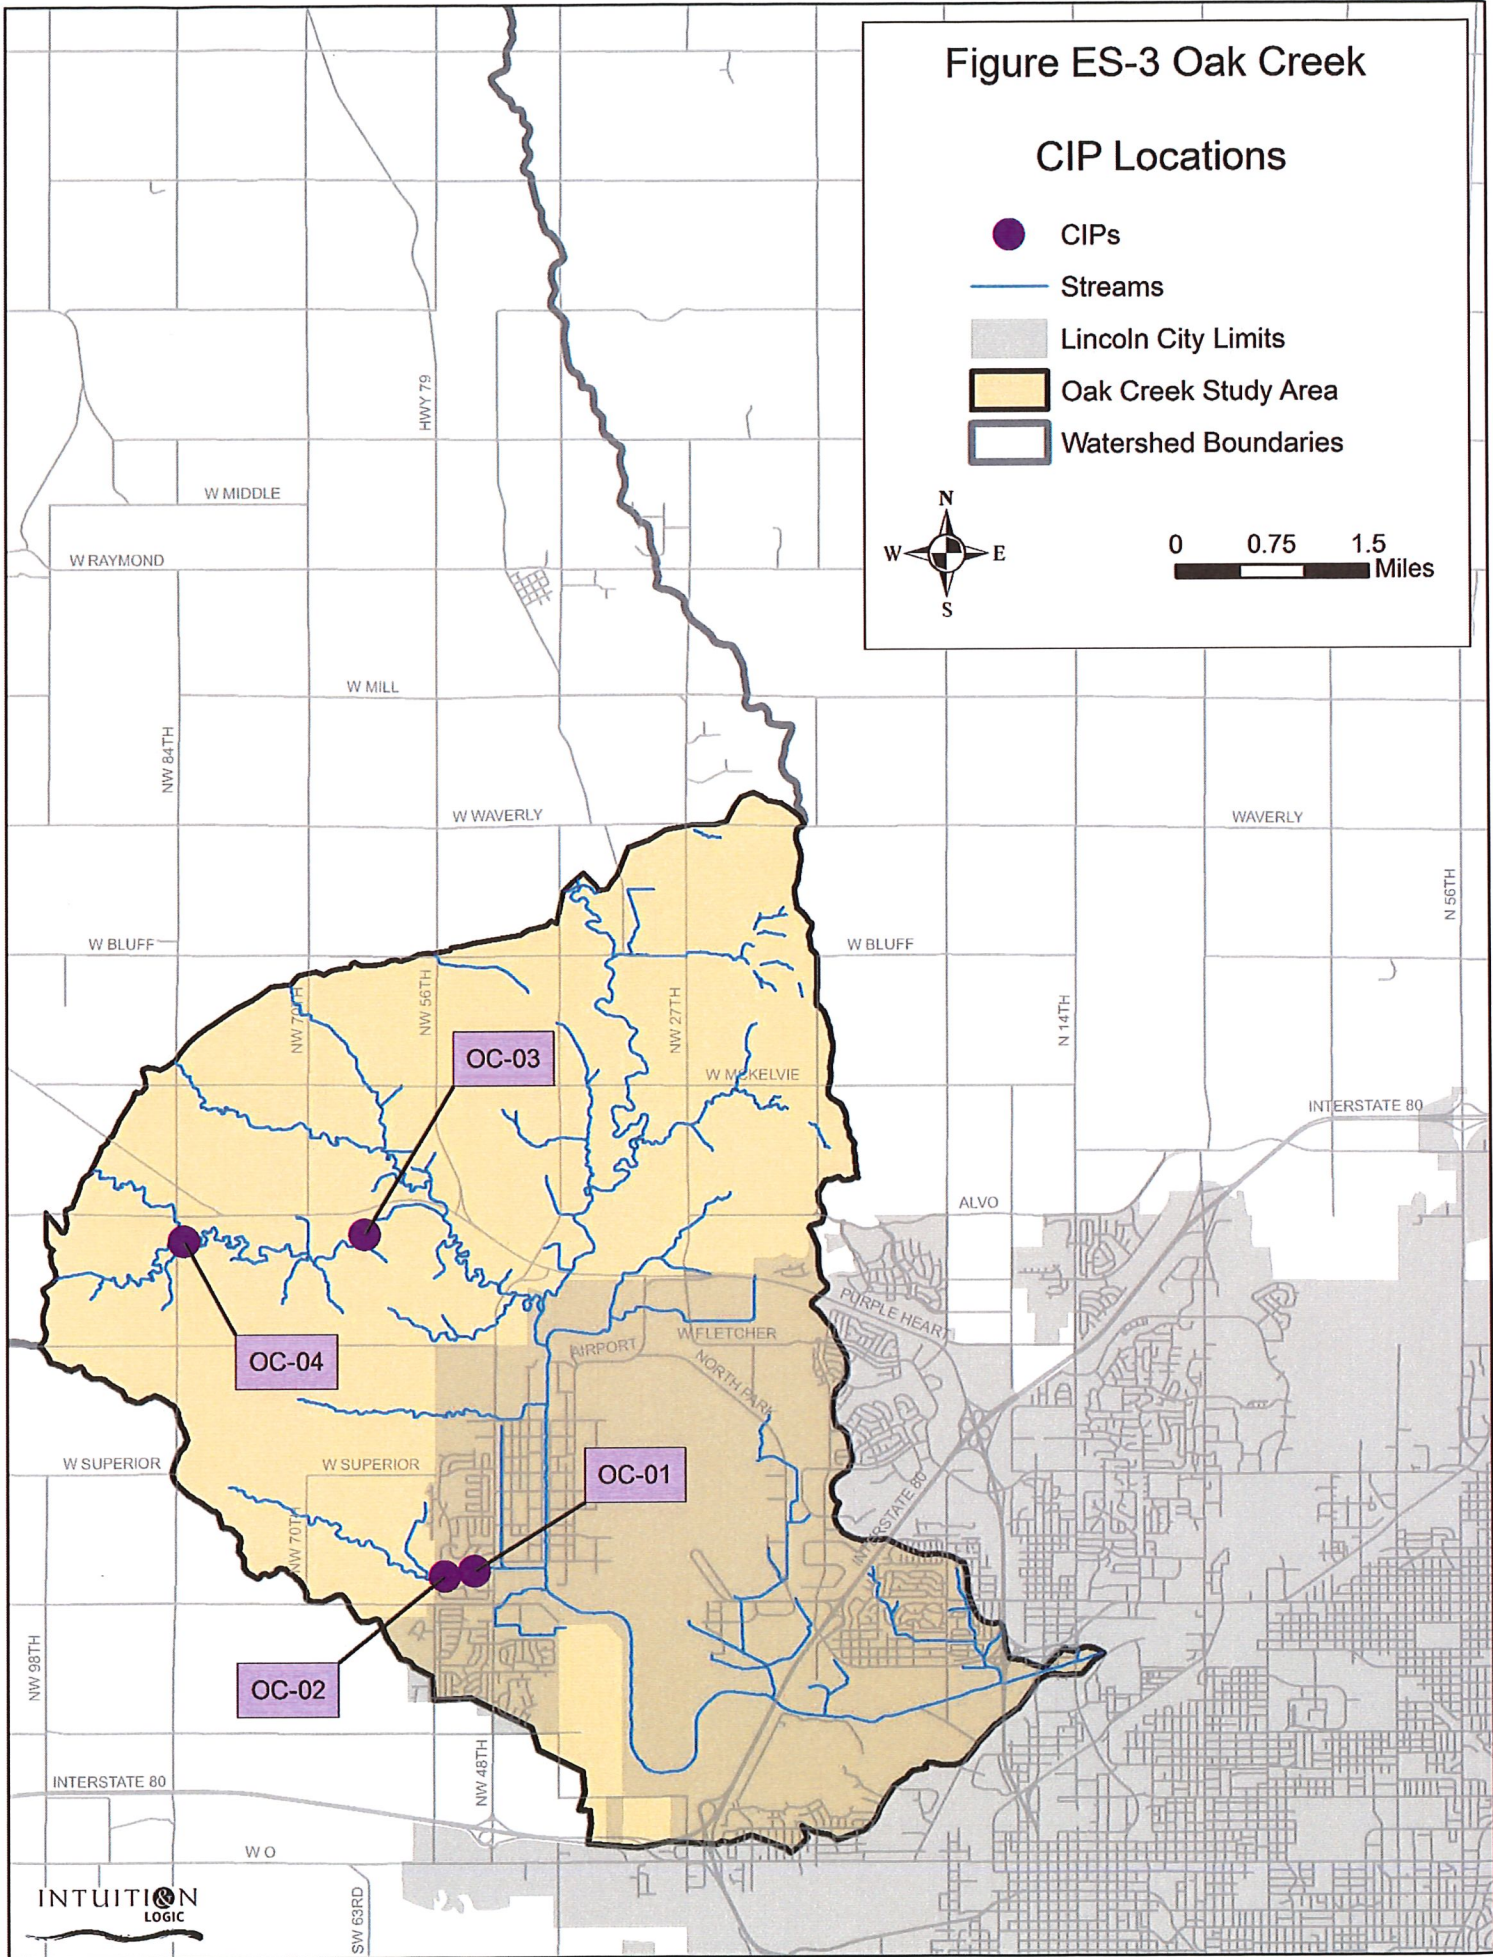 Figure ES-3 Oak Creek
CIP Locations
CIPs
Streams
Lincoln City Limits
Oak Creek Study Area
Watershed Boundaries
N
W
E
S
0 0.75 1.5
Miles
HWY 79
W MIDDLE
W RAYMOND
W MILL
NW 84TH
W WAVERLY
WAVERLY
N 56TH
W BLUFF
W BLUFF
NW 70TH
NW 56TH
NW 27TH
N 14TH
OC-03
W MCKELVIE
INTERSTATE 80
ALVO
PURPLE HEART
W FLETCHER
AIRPORT
NORTH PARK
OC-04
W SUPERIOR
W SUPERIOR
OC-01
INTERSTATE 80
NW 70TH
NW 98TH
OC-02
NW 48TH
INTERSTATE 80
W O
SW 63RD
INTUITI&N
LOGIC